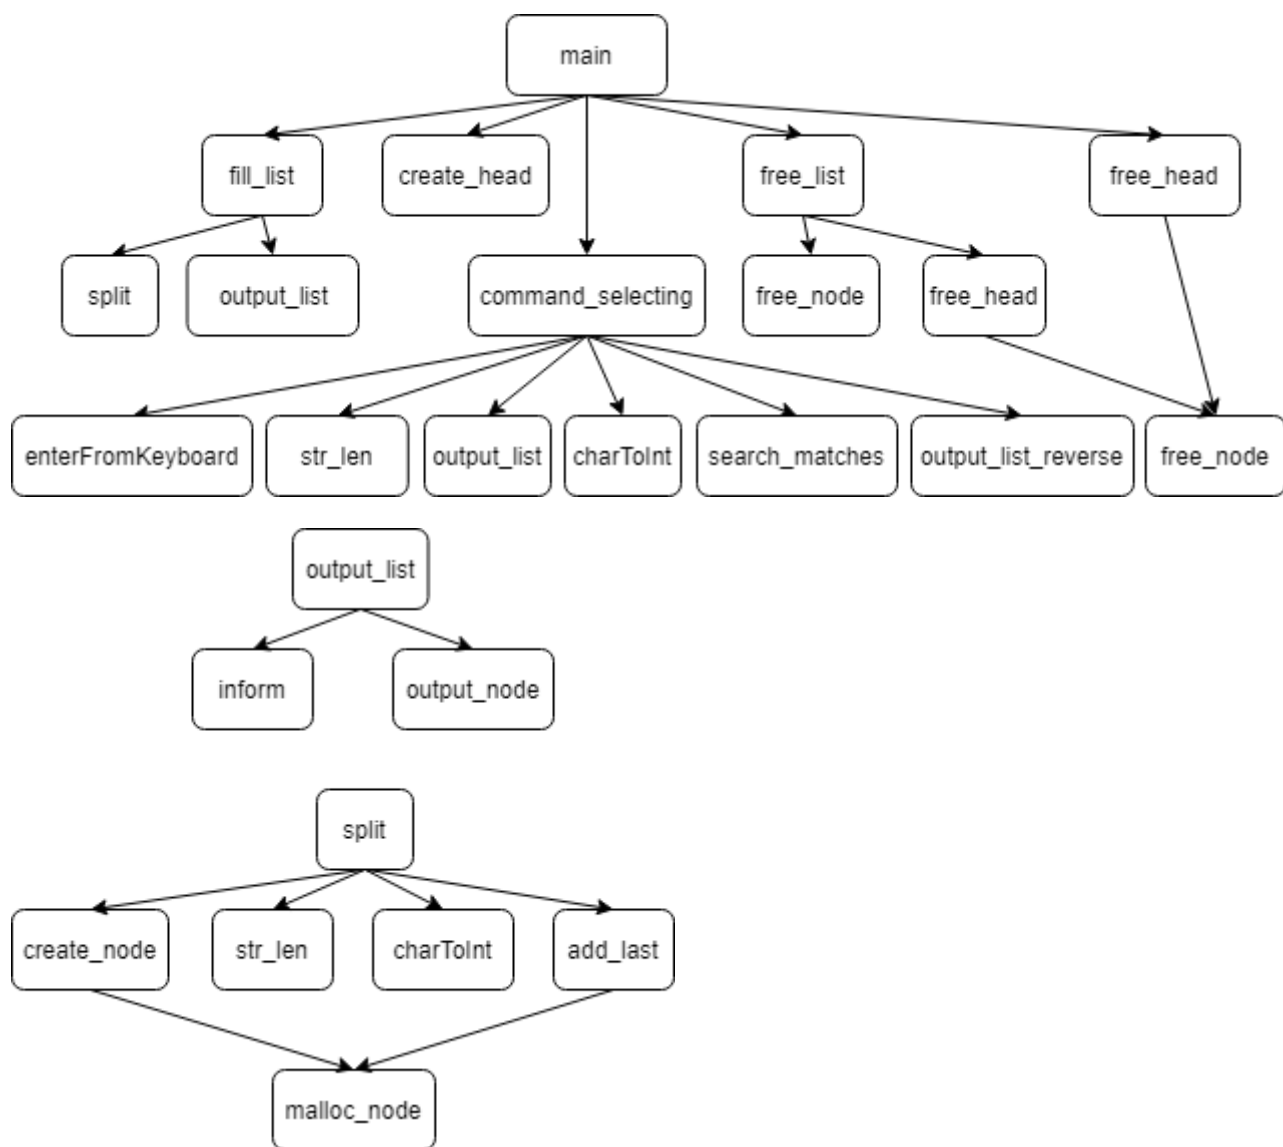 main
fill_list
create_head
free_list
free_head
split
output_list
command_selecting
free_node
free_head
enterFromKeyboard
str_len
output_list
charToInt
search_matches
output_list_reverse
free_node
output_list
inform
output_node
split
create_node
str_len
charToInt
add_last
malloc_node